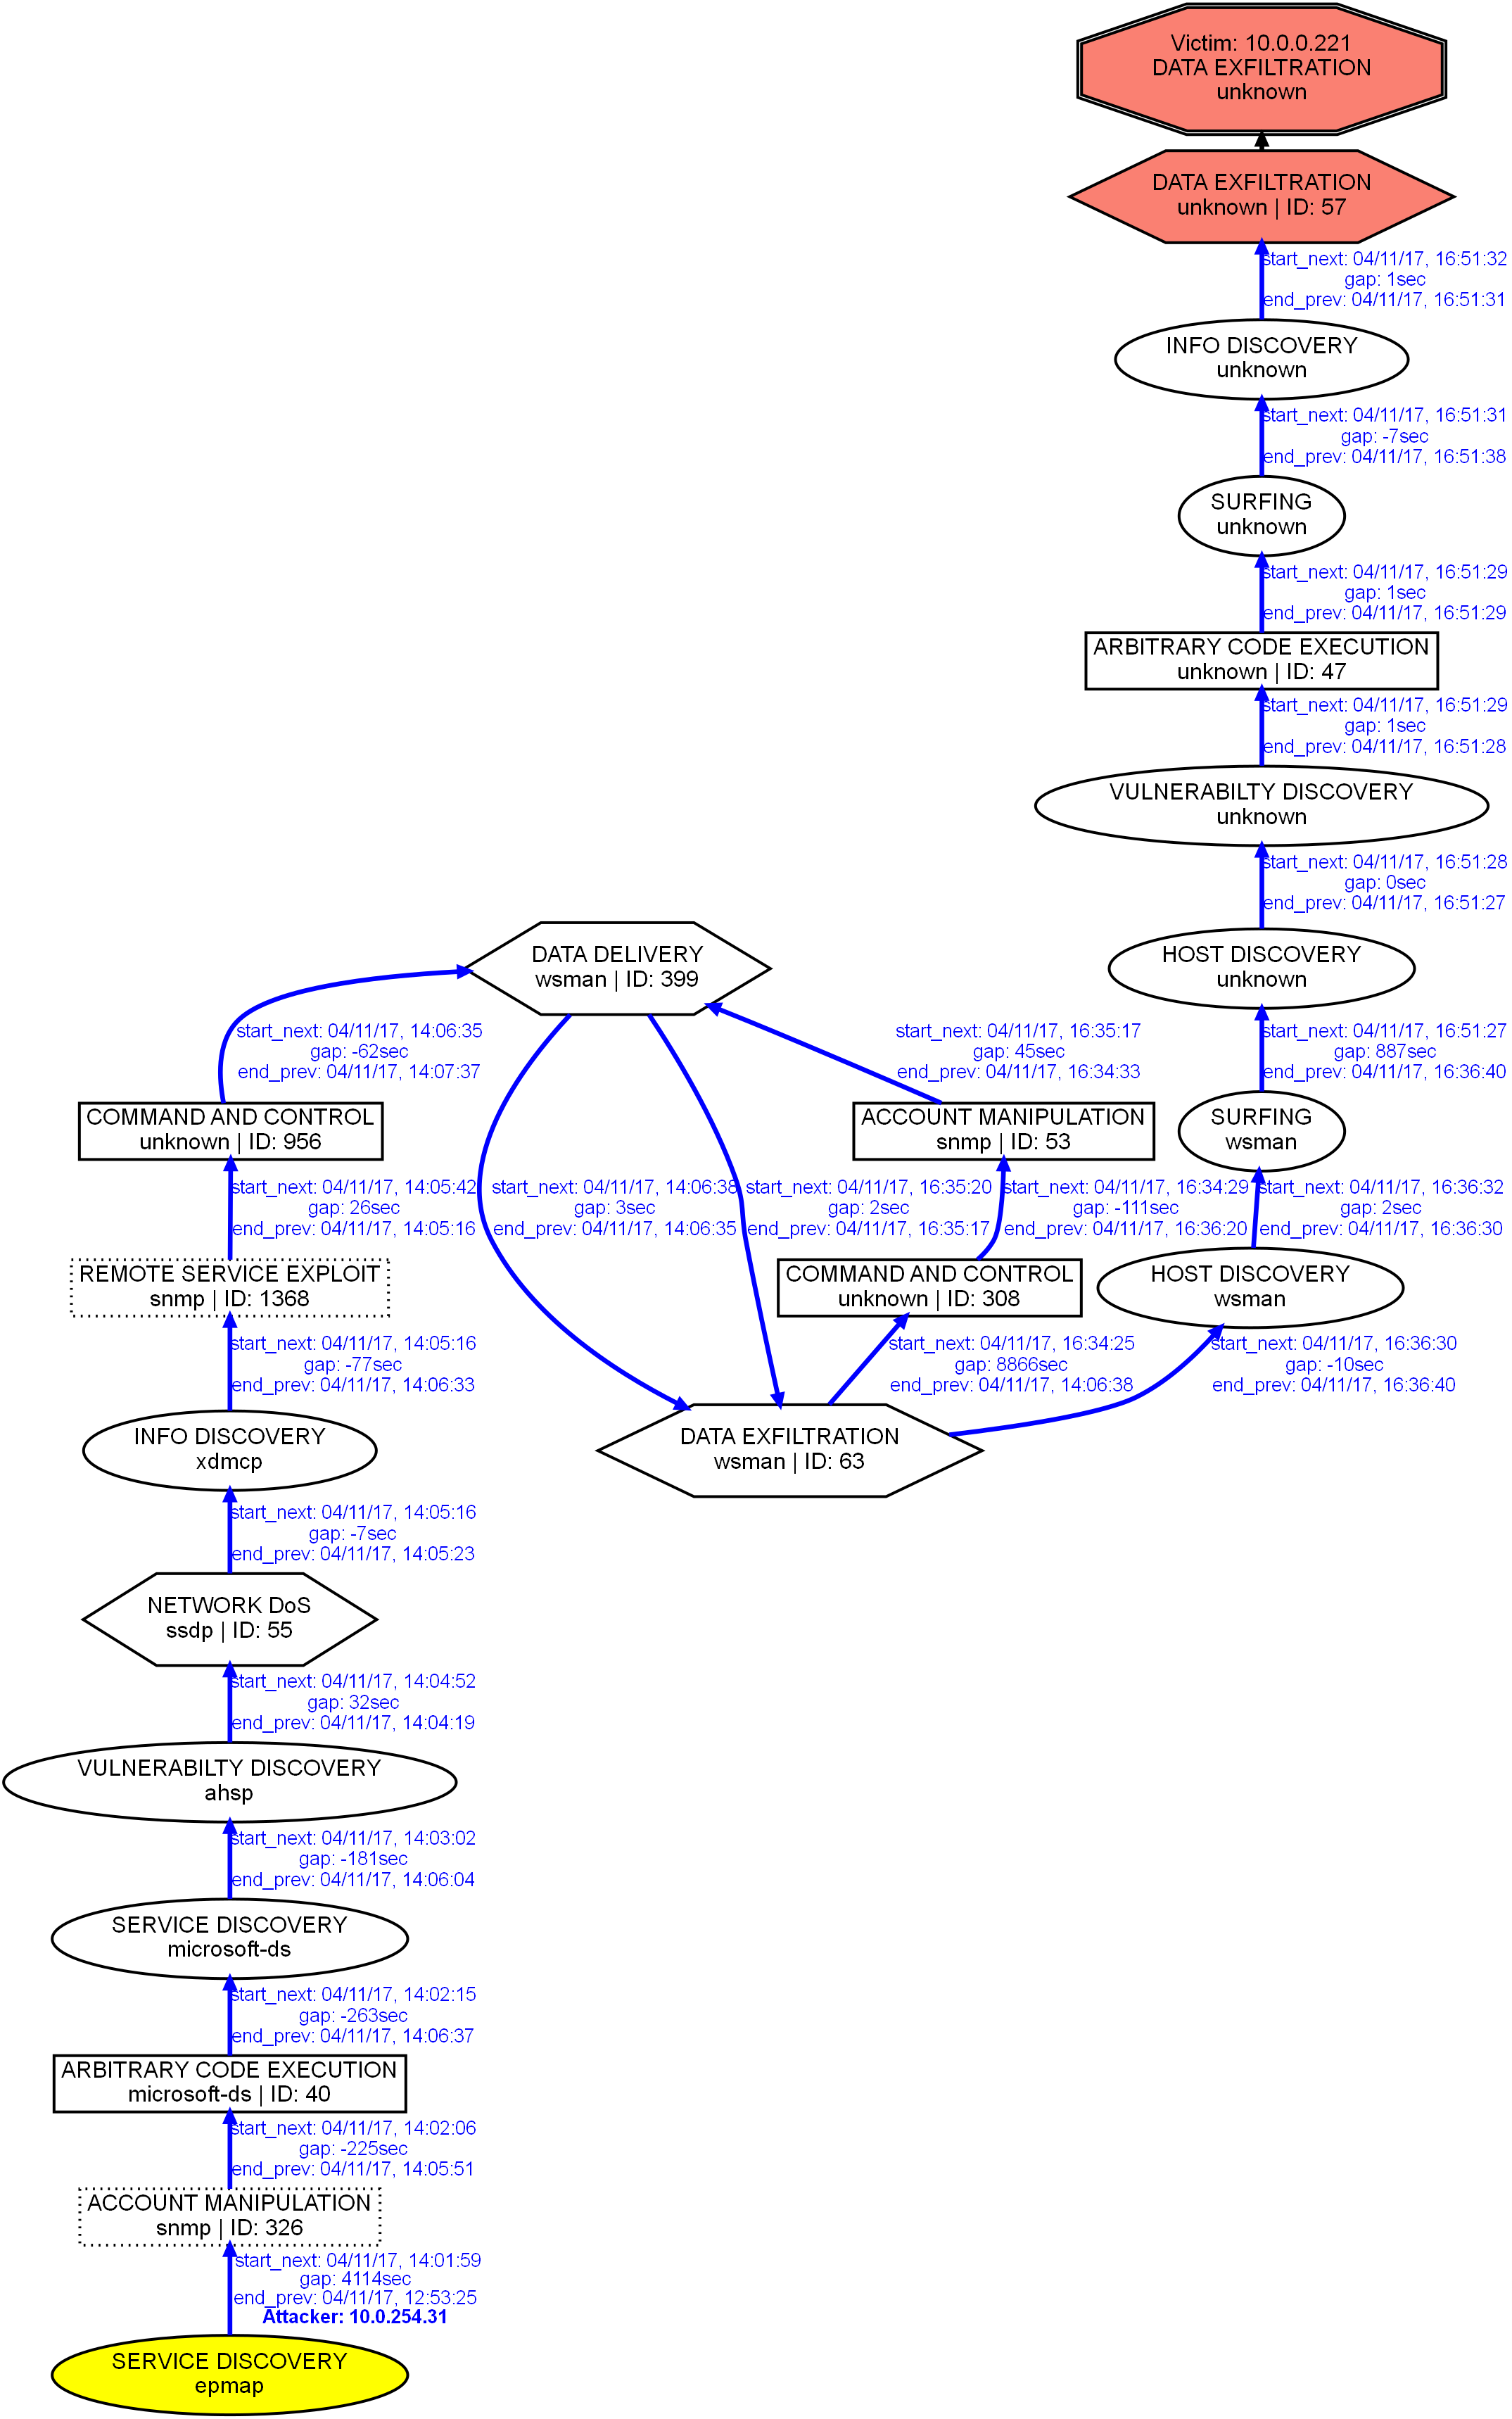 Victim: 10.0.0.221
DATA EXFILTRATION
unknown
DATA EXFILTRATION
unknown | ID: 57
start_next: 04/11/17, 16:51:32
gap: 1sec
end_prev: 04/11/17, 16:51:31
INFO DISCOVERY
unknown
start_next: 04/11/17, 16:51:31
gap: -7sec
end_prev: 04/11/17, 16:51:38
SURFING
unknown
start_next: 04/11/17, 16:51:29
gap: 1sec
end_prev: 04/11/17, 16:51:29
ARBITRARY CODE EXECUTION
unknown | ID: 47
start_next: 04/11/17, 16:51:29
gap: 1sec
end_prev: 04/11/17, 16:51:28
VULNERABILTY DISCOVERY
unknown
start_next: 04/11/17, 16:51:28
gap: 0sec
end_prev: 04/11/17, 16:51:27
HOST DISCOVERY
unknown
start_next: 04/11/17, 16:51:27
gap: 887sec
end_prev: 04/11/17, 16:36:40
SURFING
wsman
start_next: 04/11/17, 16:36:32
gap: 2sec
end_prev: 04/11/17, 16:36:30
HOST DISCOVERY
wsman
start_next: 04/11/17, 16:36:30
gap: -10sec
end_prev: 04/11/17, 16:36:40
DATA DELIVERY
wsman | ID: 399
start_next: 04/11/17, 16:35:17
gap: 45sec
end_prev: 04/11/17, 16:34:33
ACCOUNT MANIPULATION
snmp | ID: 53
start_next: 04/11/17, 14:06:38
gap: 3sec
end_prev: 04/11/17, 14:06:35
start_next: 04/11/17, 16:35:20
gap: 2sec
end_prev: 04/11/17, 16:35:17
start_next: 04/11/17, 16:34:29
gap: -111sec
end_prev: 04/11/17, 16:36:20
COMMAND AND CONTROL
unknown | ID: 308
start_next: 04/11/17, 16:34:25
gap: 8866sec
end_prev: 04/11/17, 14:06:38
DATA EXFILTRATION
wsman | ID: 63
start_next: 04/11/17, 14:06:35
gap: -62sec
end_prev: 04/11/17, 14:07:37
COMMAND AND CONTROL
unknown | ID: 956
start_next: 04/11/17, 14:05:42
gap: 26sec
end_prev: 04/11/17, 14:05:16
REMOTE SERVICE EXPLOIT
snmp | ID: 1368
start_next: 04/11/17, 14:05:16
gap: -77sec
end_prev: 04/11/17, 14:06:33
INFO DISCOVERY
xdmcp
start_next: 04/11/17, 14:05:16
gap: -7sec
end_prev: 04/11/17, 14:05:23
NETWORK DoS
ssdp | ID: 55
start_next: 04/11/17, 14:04:52
gap: 32sec
end_prev: 04/11/17, 14:04:19
VULNERABILTY DISCOVERY
ahsp
start_next: 04/11/17, 14:03:02
gap: -181sec
end_prev: 04/11/17, 14:06:04
SERVICE DISCOVERY
microsoft-ds
start_next: 04/11/17, 14:02:15
gap: -263sec
end_prev: 04/11/17, 14:06:37
ARBITRARY CODE EXECUTION
microsoft-ds | ID: 40
start_next: 04/11/17, 14:02:06
gap: -225sec
end_prev: 04/11/17, 14:05:51
ACCOUNT MANIPULATION
snmp | ID: 326
start_next: 04/11/17, 14:01:59
gap: 4114sec
end_prev: 04/11/17, 12:53:25
Attacker: 10.0.254.31
SERVICE DISCOVERY
epmap